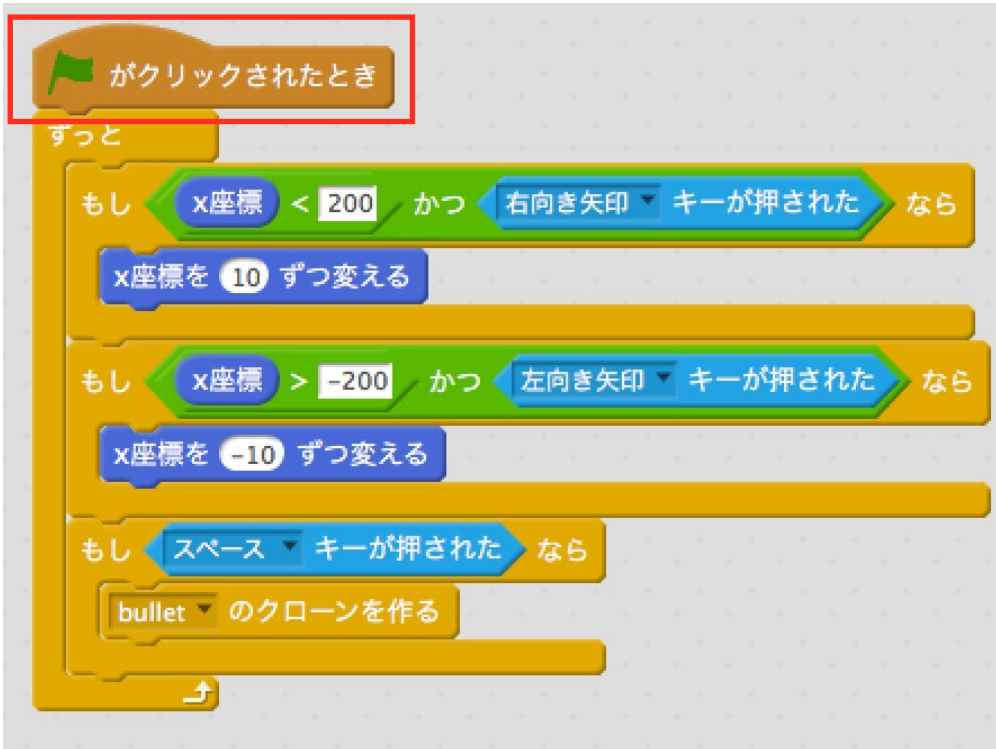 がクリックされたとき
ずっと
もし x座標 < 200 かつ 右向き矢印 キーが押された なら
x座標を 10 ずつ変える
もし x座標 > -200 かつ 左向き矢印 キーが押された なら
x座標を -10 ずつ変える
もし スペース キーが押された なら
bullet のクローンを作る